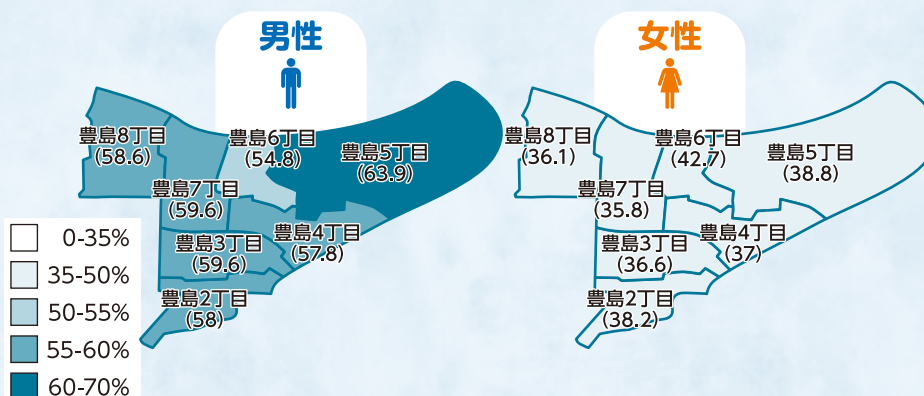 男性
豊島8丁目
(58.6)
豊島6丁目
(54.8)
豊島5丁目
(63.9)
豊島7丁目
(59.6)
豊島4丁目
(57.8)
豊島3丁目
(59.6)
豊島2丁目
(58)
女性
豊島8丁目
(36.1)
豊島6丁目
(42.7)
豊島5丁目
(38.8)
豊島7丁目
(35.8)
豊島4丁目
(37)
豊島3丁目
(36.6)
豊島2丁目
(38.2)
0-35%
35-50%
50-55%
55-60%
60-70%